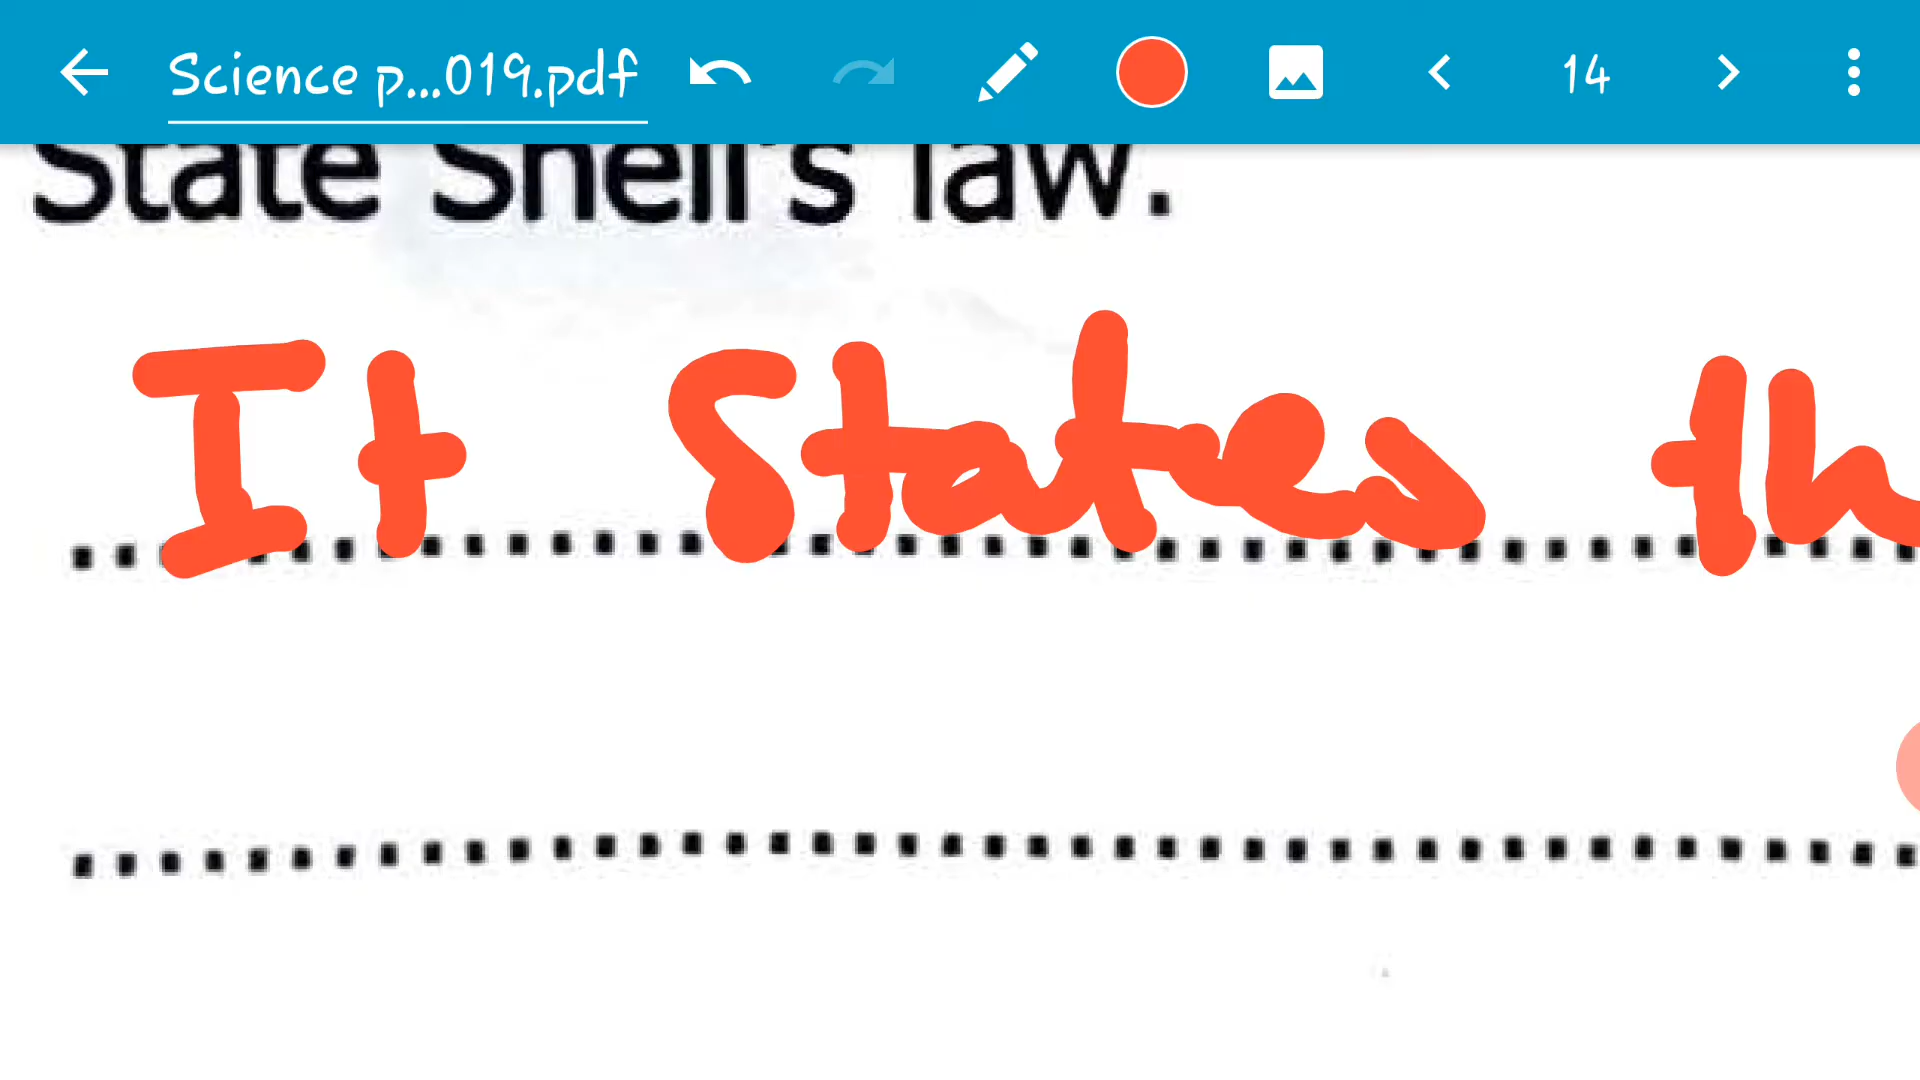 Science p...019.pdf 14
State Snell's law.
It states th